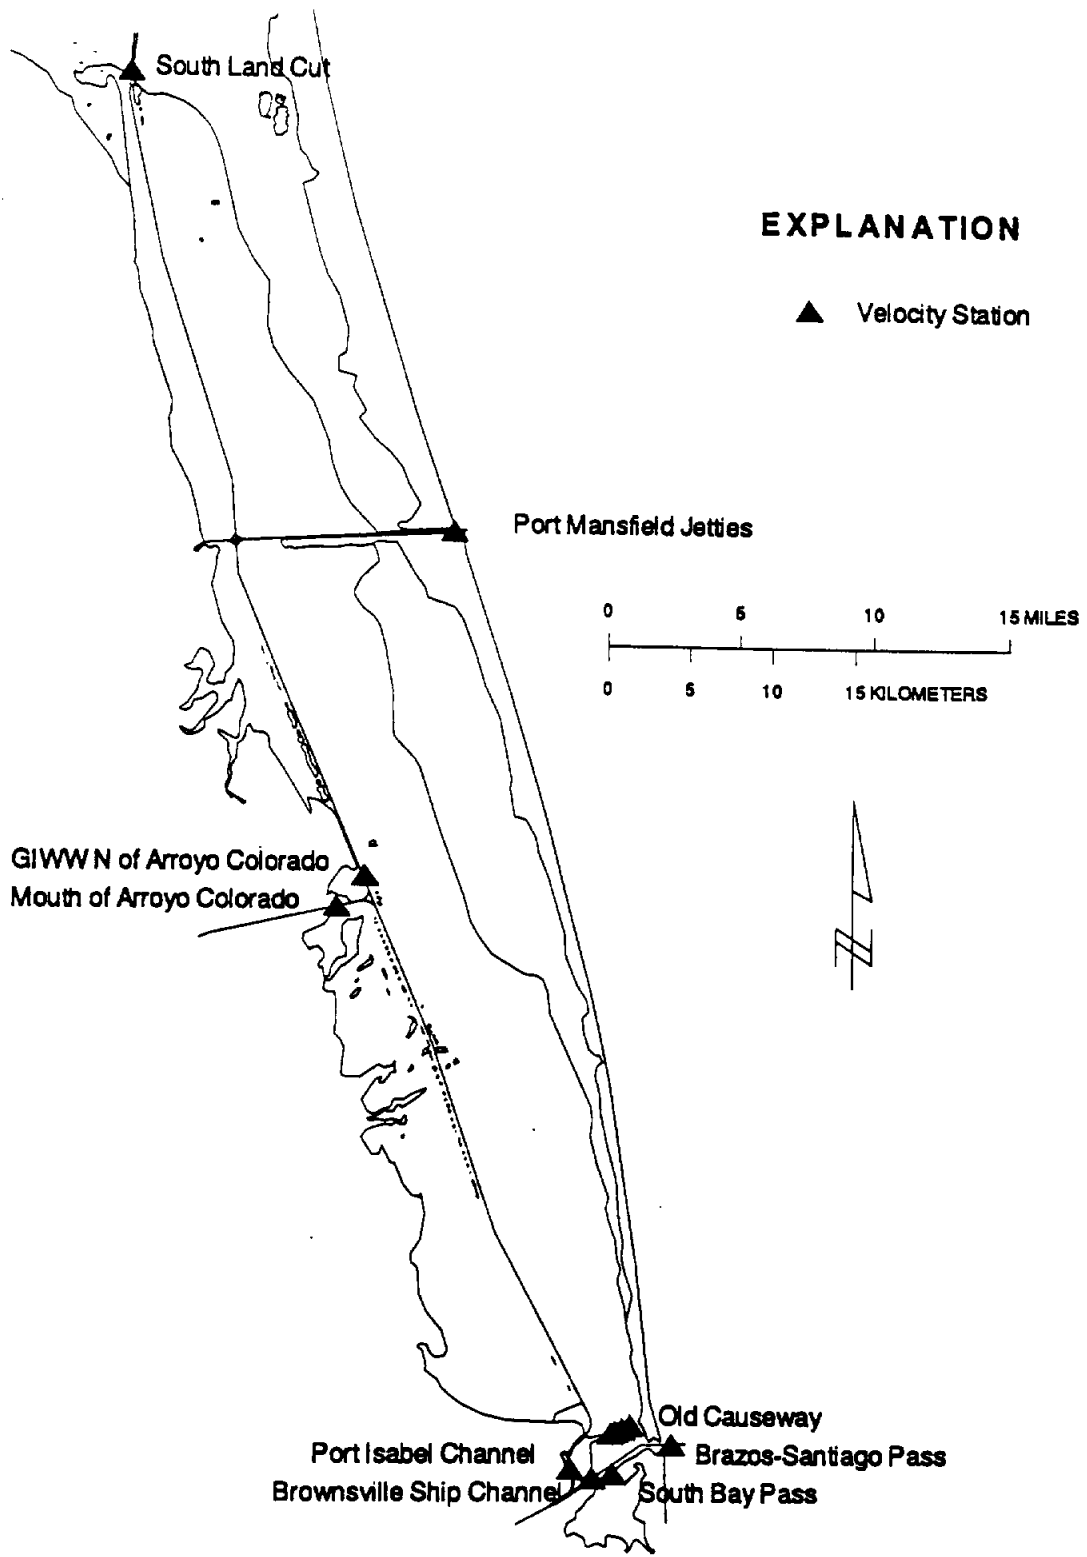 South Land Cut
EXPLANATION
Velocity Station
Port Mansfield Jetties
0 5 10 15 MILES
0 5 10 15 KILOMETERS
GIWW N of Arroyo Colorado
Mouth of Arroyo Colorado
N
Old Causeway
Port Isabel Channel
Brazos-Santiago Pass
Brownsville Ship Channel
South Bay Pass